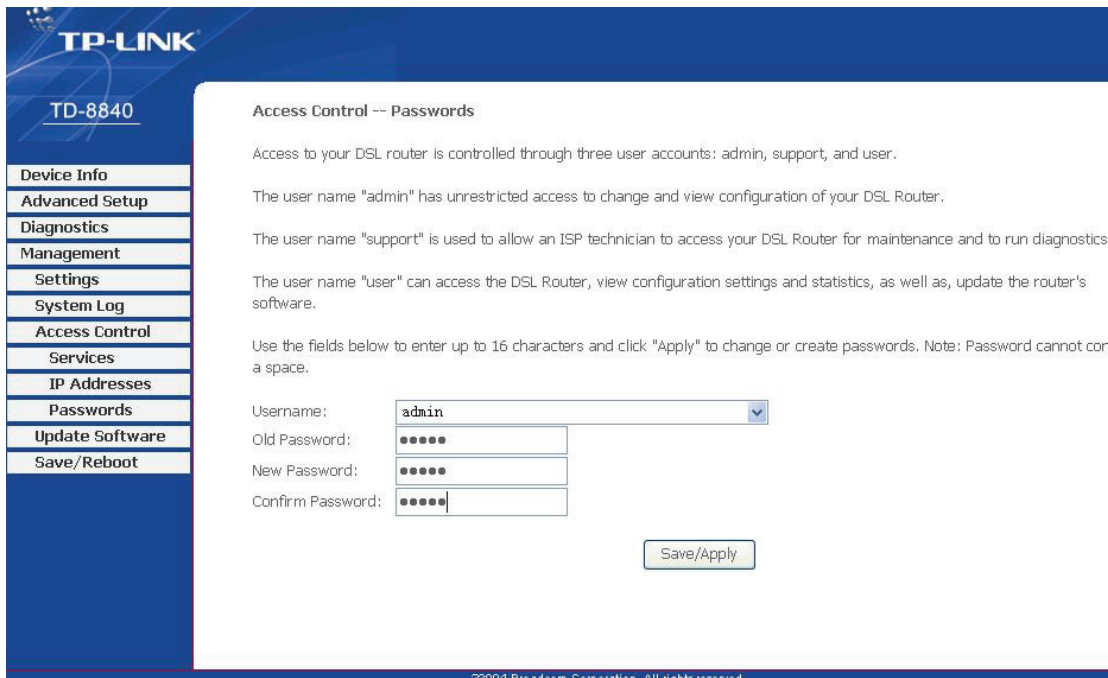 TP-LINK
TD-8840
Device Info
Advanced Setup
Diagnostics
Management
Settings
System Log
Access Control
Services
IP Addresses
Passwords
Update Software
Save/Reboot
Access Control -- Passwords
Access to your DSL router is controlled through three user accounts: admin, support, and user.
The user name "admin" has unrestricted access to change and view configuration of your DSL Router.
The user name "support" is used to allow an ISP technician to access your DSL Router for maintenance and to run diagnostics
The user name "user" can access the DSL Router, view configuration settings and statistics, as well as, update the router's
software.
Use the fields below to enter up to 16 characters and click "Apply" to change or create passwords. Note: Password cannot
a space.
Username: admin
Old Password: •••••
New Password: •••••
Confirm Password: •••••
Save/Apply
Broadcom Corporation. All rights reserved.